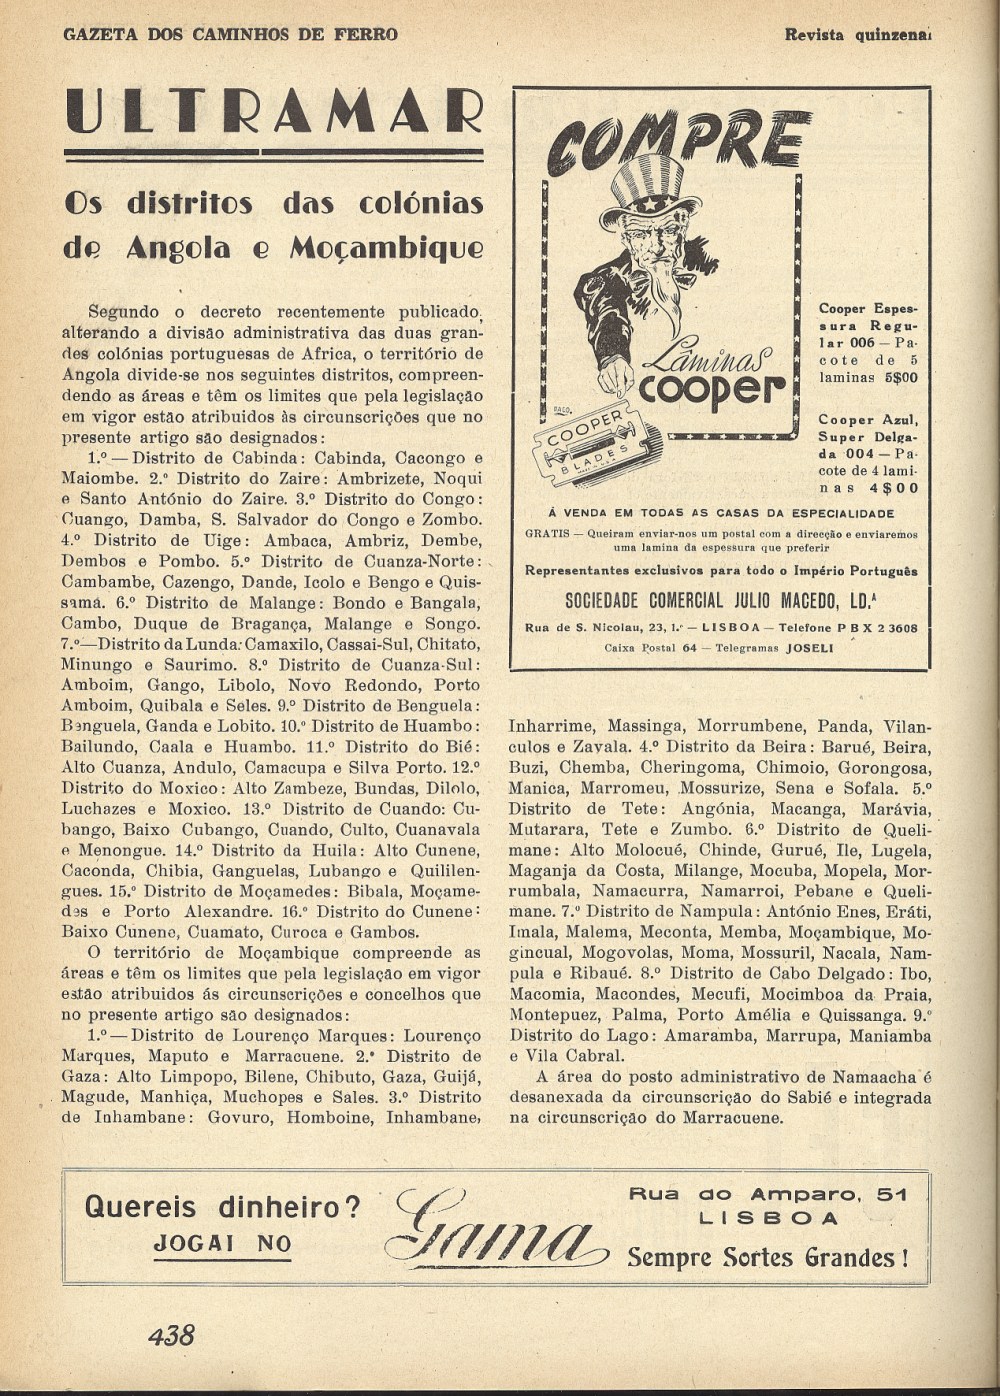 GAZETA DOS CAMINHOS DE FERRO
Revista quinzenal
ULTRAMAR
Os distritos das colónias
de Angola e Moçambique
Segundo o decreto recentemente publicado,
alterando a divisão administrativa das duas gran-
des colónias portuguesas de Africa, o território de
Angola divide-se nos seguintes distritos, compreen-
dendo as áreas e têm os limites que pela legislação
em vigor estão atribuidos às circunscrições que no
presente artigo são designados:
1.º — Distrito de Cabinda: Cabinda, Cacongo e
Maiombe. 2.º Distrito do Zaire: Ambrizete, Noqui
e Santo António do Zaire. 3.º Distrito do Congo:
Cuango, Damba, S. Salvador do Congo e Zombo.
4.º Distrito de Uige: Ambaca, Ambriz, Dembe,
Dembos e Pombo. 5.º Distrito de Cuanza-Norte:
Cambambe, Cazengo, Dande, Icolo e Bengo e Quis-
samá. 6.º Distrito de Malange: Bondo e Bangala,
Cambo, Duque de Bragança, Malange e Songo.
7.º—Distrito da Lunda: Camaxilo, Cassai-Sul, Chitato,
Minungo e Saurimo. 8.º Distrito de Cuanza-Sul:
Amboim, Gango, Libolo, Novo Redondo, Porto
Amboim, Quibala e Seles. 9.º Distrito de Benguela:
Benguela, Ganda e Lobito. 10.º Distrito de Huambo:
Bailundo, Caala e Huambo. 11.º Distrito do Bié:
Alto Cuanza, Andulo, Camacupa e Silva Porto. 12.º
Distrito do Moxico: Alto Zambeze, Bundas, Dilolo,
Luchazes e Moxico. 13.º Distrito de Cuando: Cu-
bango, Baixo Cubango, Cuando, Culto, Cuanavala
e Menongue. 14.º Distrito da Huila: Alto Cunene,
Caconda, Chibia, Ganguelas, Lubango e Quililen-
gues. 15.º Distrito de Moçamedes: Bibala, Moçame-
des e Porto Alexandre. 16.º Distrito do Cunene:
Baixo Cunene, Cuamato, Curoca e Gambos.
O território de Moçambique compreende as
áreas e têm os limites que pela legislação em vigor
estão atribuidos ás circunscrições e concelhos que
no presente artigo são designados:
1.º — Distrito de Lourenço Marques: Lourenço
Marques, Maputo e Marracuene. 2.º Distrito de
Gaza: Alto Limpopo, Bilene, Chibuto, Gaza, Guijá,
Magude, Manhiça, Muchopes e Sales. 3.º Distrito
de Inhambane: Govuro, Homboine, Inhambane,
COMPRE
Lâminas
cooper
COOPER
BLADES
Cooper Espes-
sura Regu-
lar 006 — Pa-
cote de 5
laminas 5$00
Cooper Azul,
Super Delga-
da 004 — Pa-
cote de 4 lami-
nas 4$00
Á VENDA EM TODAS AS CASAS DA ESPECIALIDADE
GRATIS — Queiram enviar-nos um postal com a direcção e enviaremos
uma lamina da espessura que preferir
Representantes exclusivos para todo o Império Português
SOCIEDADE COMERCIAL JULIO MACEDO, LD.ª
Rua de S. Nicolau, 23, 1.º — LISBOA — Telefone P B X 2 3608
Caixa Postal 64 — Telegramas JOSELI
Inharrime, Massinga, Morrumbene, Panda, Vilan-
culos e Zavala. 4.º Distrito da Beira: Barué, Beira,
Buzi, Chemba, Cheringoma, Chimoio, Gorongosa,
Manica, Marromeu, Mossurize, Sena e Sofala. 5.º
Distrito de Tete: Angónia, Macanga, Marávia,
Mutarara, Tete e Zumbo. 6.º Distrito de Queli-
mane: Alto Molocué, Chinde, Gurué, Ile, Lugela,
Maganja da Costa, Milange, Mocuba, Mopela, Mor-
rumbala, Namacurra, Namarroi, Pebane e Queli-
mane. 7.º Distrito de Nampula: António Enes, Eráti,
Imala, Malema, Meconta, Memba, Moçambique, Mo-
gincual, Mogovolas, Moma, Mossuril, Nacala, Nam-
pula e Ribaué. 8.º Distrito de Cabo Delgado: Ibo,
Macomia, Macondes, Mecufi, Mocimboa da Praia,
Montepuez, Palma, Porto Amélia e Quissanga. 9.º
Distrito do Lago: Amaramba, Marrupa, Maniamba
e Vila Cabral.
A área do posto administrativo de Namaacha é
desanexada da circunscrição do Sabié e integrada
na circunscrição do Marracuene.
Quereis dinheiro?
JOGAI NO
Gama
Rua do Amparo, 51
LISBOA
Sempre Sortes Grandes!
438